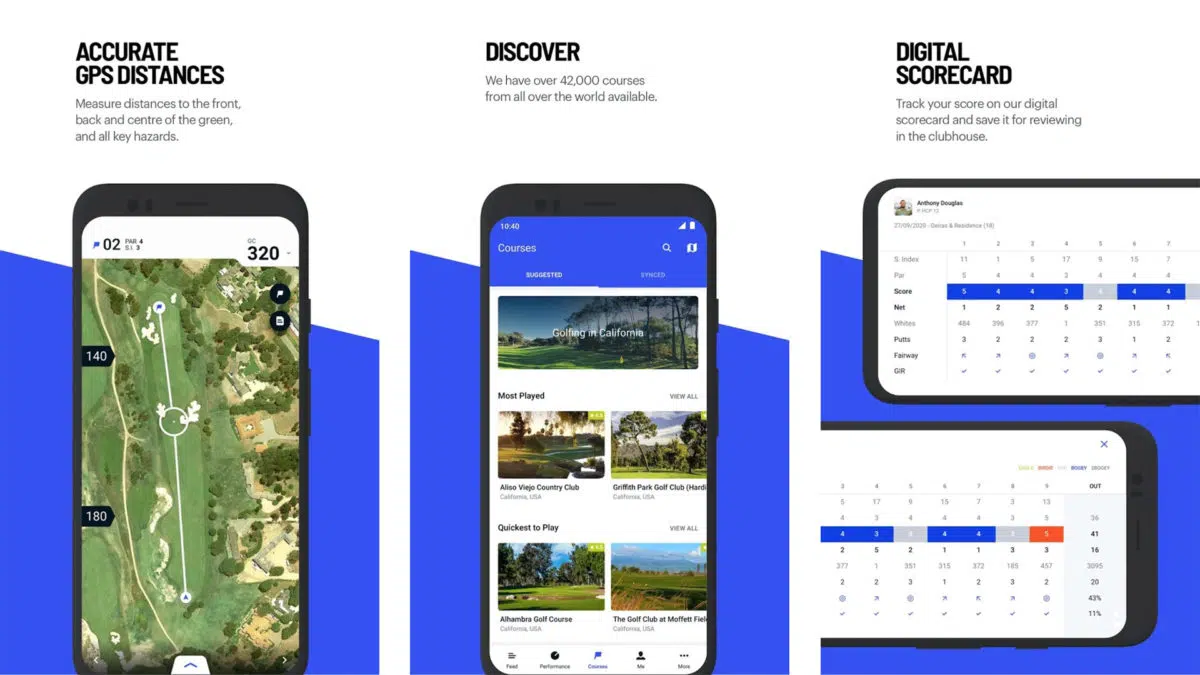 ACCURATE
GPS DISTANCES
Measure distances to the front,
back and centre of the green,
and all key hazards.
02 PAR 4
S.I. 3
GC
320
140
180
DISCOVER
We have over 42,000 courses
from all over the world available.
10:40
Courses
SUGGESTED SYNCED
Golfing in California
Most Played VIEW ALL
Aliso Viejo Country Club Griffith Park Golf Club (Hardi
California, USA California, USA
Quickest to Play VIEW ALL
Alhambra Golf Course The Golf Club at Moffett Fiel
California, USA California, USA
Feed Performance Courses Me More
DIGITAL
SCORECARD
Track your score on our digital
scorecard and save it for reviewing
in the clubhouse.
Anthony Douglas
P. HCP 12
27/09/2020 - Oeiras & Residence (18)
1 2 3 4 5 6 7
S. Index 11 1 5 17 9 15 7
Par 5 4 4 3 4 4 4
Score 5 4 4 3 4 4 4
Net 1 2 2 5 2 1 1
Whites 484 396 377 1 351 315 372
Putts 3 2 2 2 3 1 2
Fairway
GIR
EAGLE BIRDIE PAR BOGEY 2BOGEY
3 4 5 6 7 8 9 OUT
5 17 9 15 7 3 13
4 3 4 4 4 3 5 36
4 3 4 4 5 41
2 5 2 1 1 3 3 16
377 1 351 315 372 185 457 3095
2 2 3 1 2 3 2 20
43%
11%